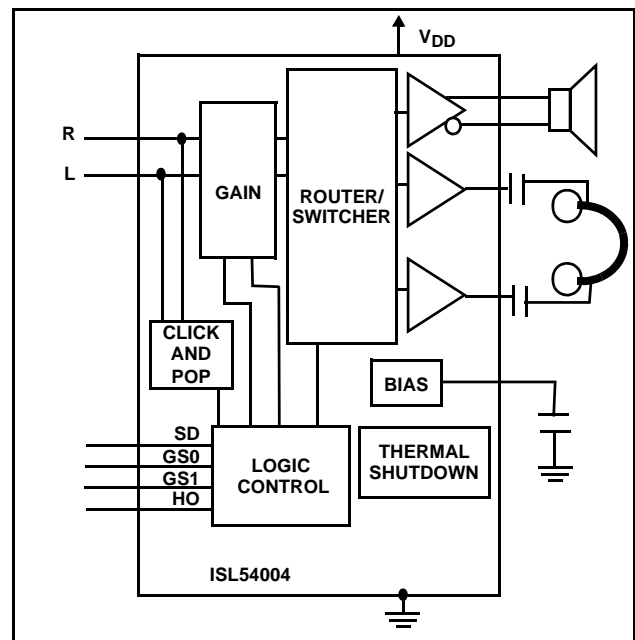 VDD
R
L
GAIN
ROUTER/
SWITCHER
CLICK
AND
POP
BIAS
SD
GS0
GS1
HO
LOGIC
CONTROL
THERMAL
SHUTDOWN
ISL54004